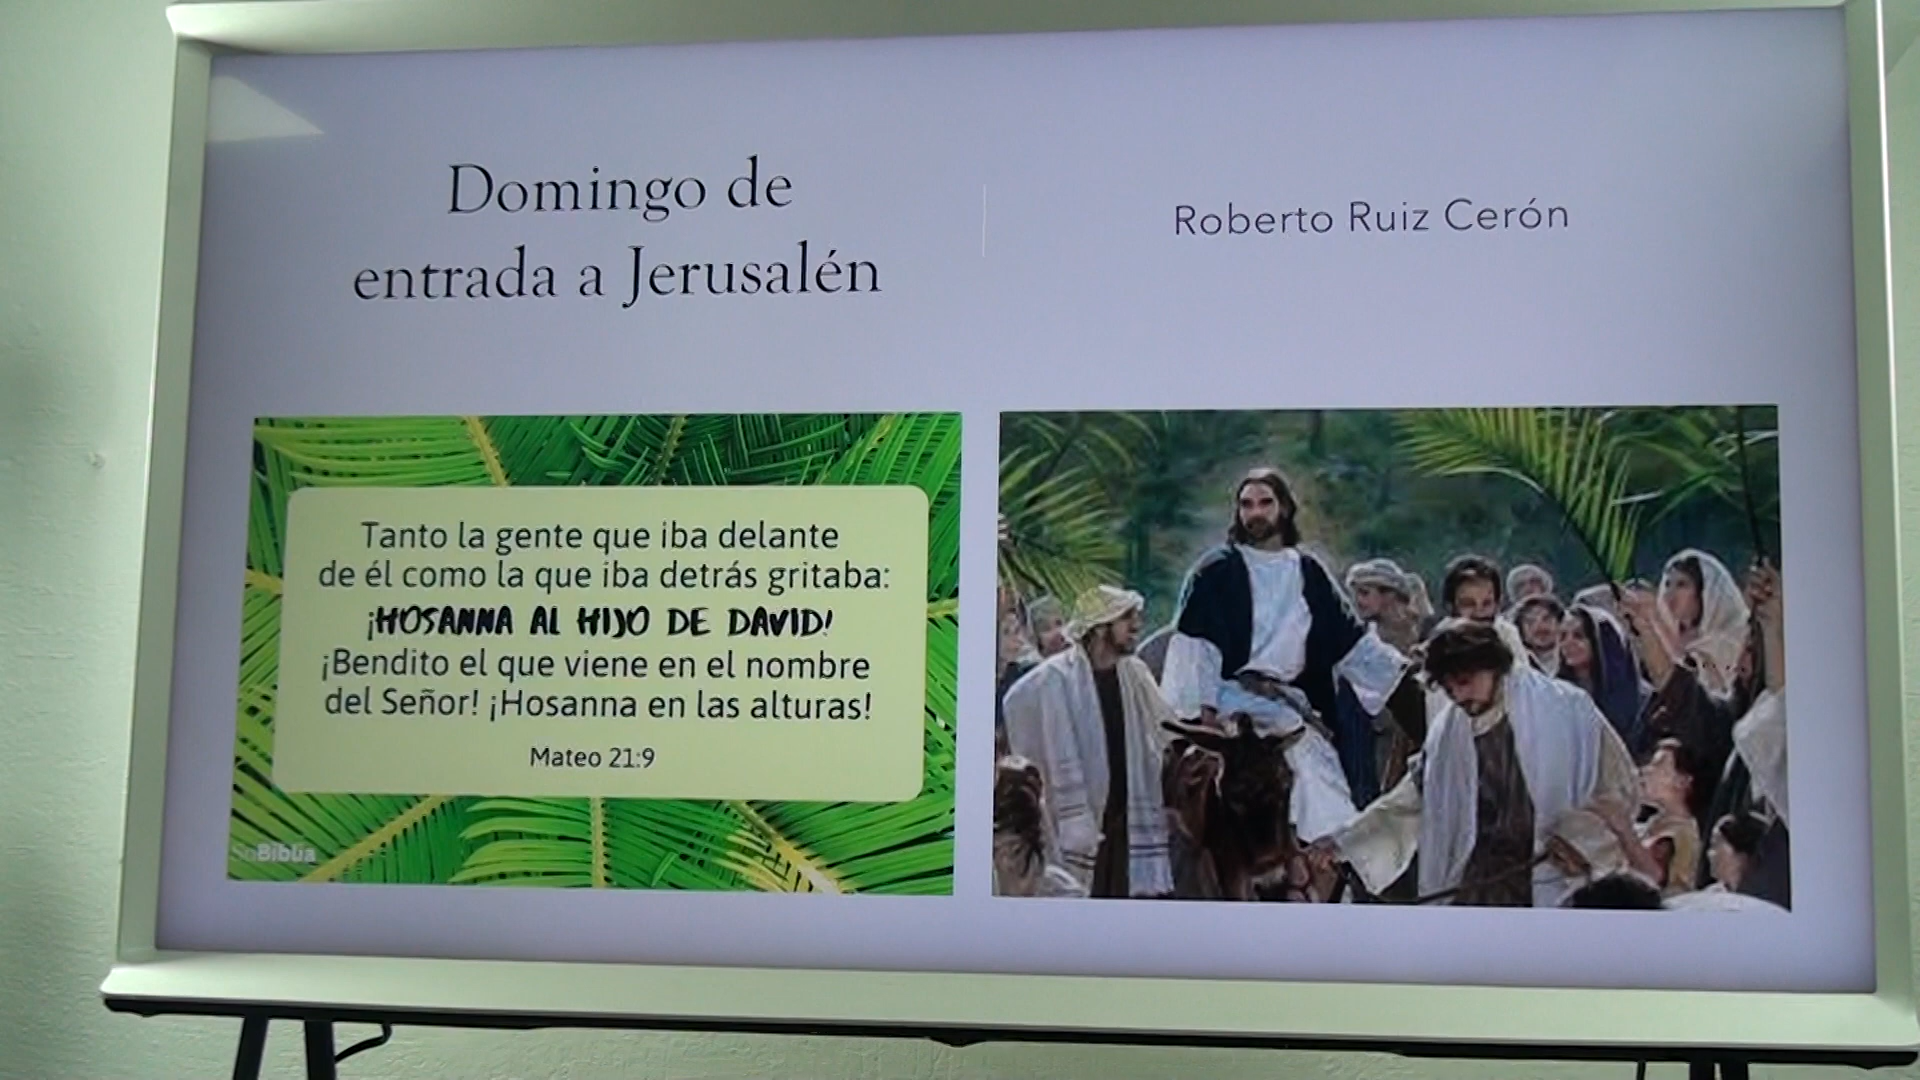 Domingo de
entrada a Jerusalén
Roberto Ruiz Cerón
Tanto la gente que iba delante
de él como la que iba detrás gritaba:
¡HOSANNA AL HIJO DE DAVID!
¡Bendito el que viene en el nombre
del Señor! ¡Hosanna en las alturas!
Mateo 21:9
Biblia